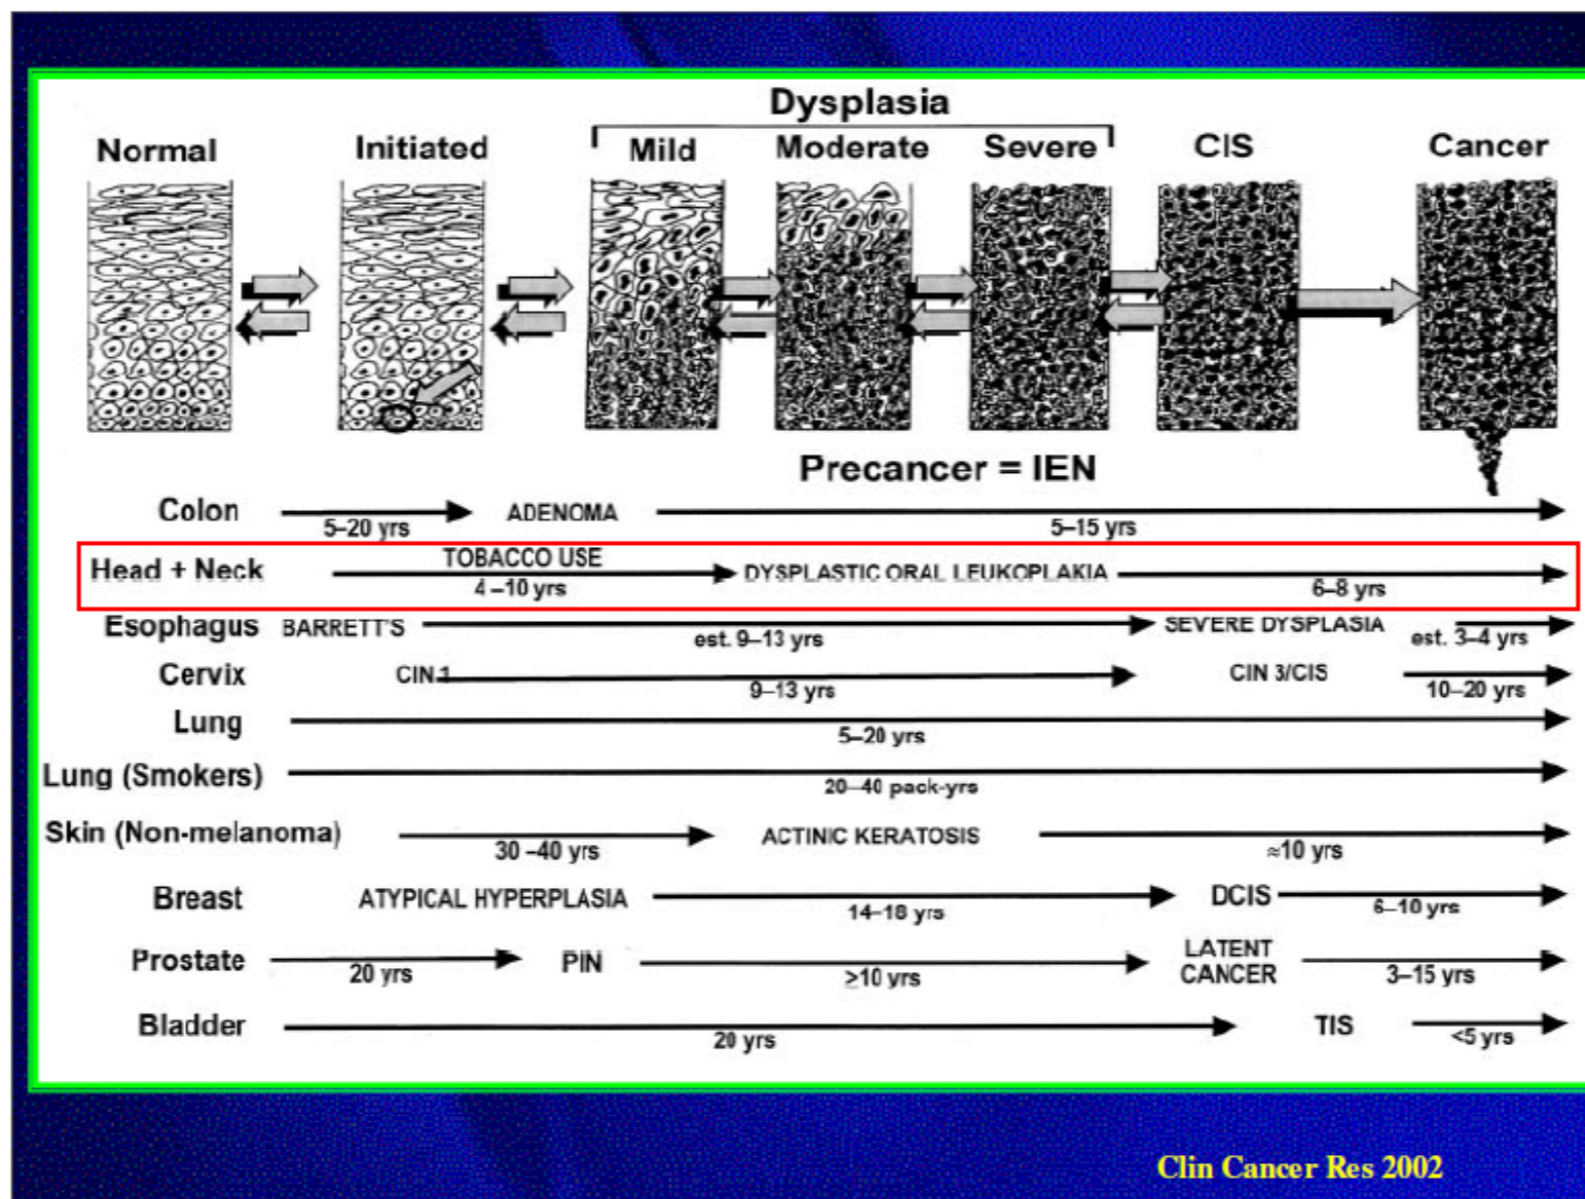 Dysplasia
Normal Initiated Mild Moderate Severe CIS Cancer
Precancer = IEN
Colon 5–20 yrs ADENOMA 5–15 yrs
Head + Neck TOBACCO USE 4–10 yrs DYSPLASTIC ORAL LEUKOPLAKIA 6–8 yrs
Esophagus BARRETT'S est. 9–13 yrs SEVERE DYSPLASIA est. 3–4 yrs
Cervix CIN 1 9–13 yrs CIN 3/CIS 10–20 yrs
Lung 5–20 yrs
Lung (Smokers) 20–40 pack-yrs
Skin (Non-melanoma) 30–40 yrs ACTINIC KERATOSIS ≈10 yrs
Breast ATYPICAL HYPERPLASIA 14–18 yrs DCIS 6–10 yrs
Prostate 20 yrs PIN ≥10 yrs LATENT CANCER 3–15 yrs
Bladder 20 yrs TIS <5 yrs
Clin Cancer Res 2002